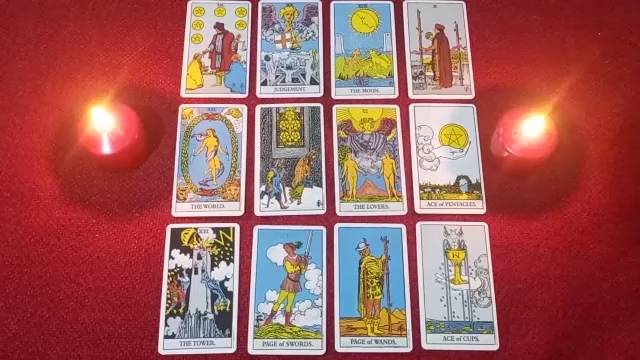 JUDGEMENT.
THE MOON.
THE WORLD.
THE LOVERS.
ACE of PENTACLES.
XVI.
THE TOWER.
PAGE of SWORDS.
PAGE of WANDS.
ACE of CUPS.